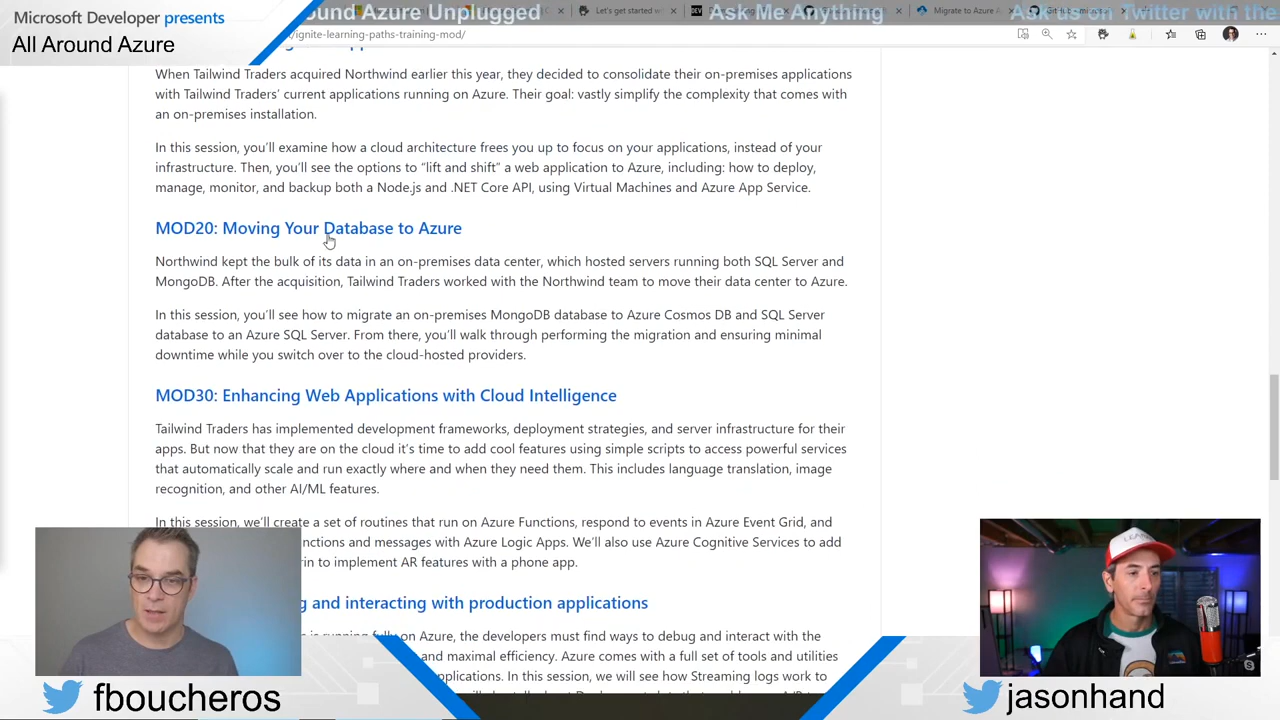 Microsoft Developer presents
All Around Azure
ound Azure Unplugged
Ask Me Anything
Ask us on Twitter with the
Let's get started
Migrate to Azure
/ignite-learning-paths-training-mod/
When Tailwind Traders acquired Northwind earlier this year, they decided to consolidate their on-premises applications
with Tailwind Traders' current applications running on Azure. Their goal: vastly simplify the complexity that comes with
an on-premises installation.
In this session, you'll examine how a cloud architecture frees you up to focus on your applications, instead of your
infrastructure. Then, you'll see the options to "lift and shift" a web application to Azure, including: how to deploy,
manage, monitor, and backup both a Node.js and .NET Core API, using Virtual Machines and Azure App Service.
MOD20: Moving Your Database to Azure
Northwind kept the bulk of its data in an on-premises data center, which hosted servers running both SQL Server and
MongoDB. After the acquisition, Tailwind Traders worked with the Northwind team to move their data center to Azure.
In this session, you'll see how to migrate an on-premises MongoDB database to Azure Cosmos DB and SQL Server
database to an Azure SQL Server. From there, you'll walk through performing the migration and ensuring minimal
downtime while you switch over to the cloud-hosted providers.
MOD30: Enhancing Web Applications with Cloud Intelligence
Tailwind Traders has implemented development frameworks, deployment strategies, and server infrastructure for their
apps. But now that they are on the cloud it's time to add cool features using simple scripts to access powerful services
that automatically scale and run exactly where and when they need them. This includes language translation, image
recognition, and other AI/ML features.
In this session, we'll create a set of routines that run on Azure Functions, respond to events in Azure Event Grid, and
nctions and messages with Azure Logic Apps. We'll also use Azure Cognitive Services to add
rin to implement AR features with a phone app.
g and interacting with production applications
is running fully on Azure, the developers must find ways to debug and interact with the
and maximal efficiency. Azure comes with a full set of tools and utilities
pplications. In this session, we will see how Streaming logs work to
fboucheros
jasonhand